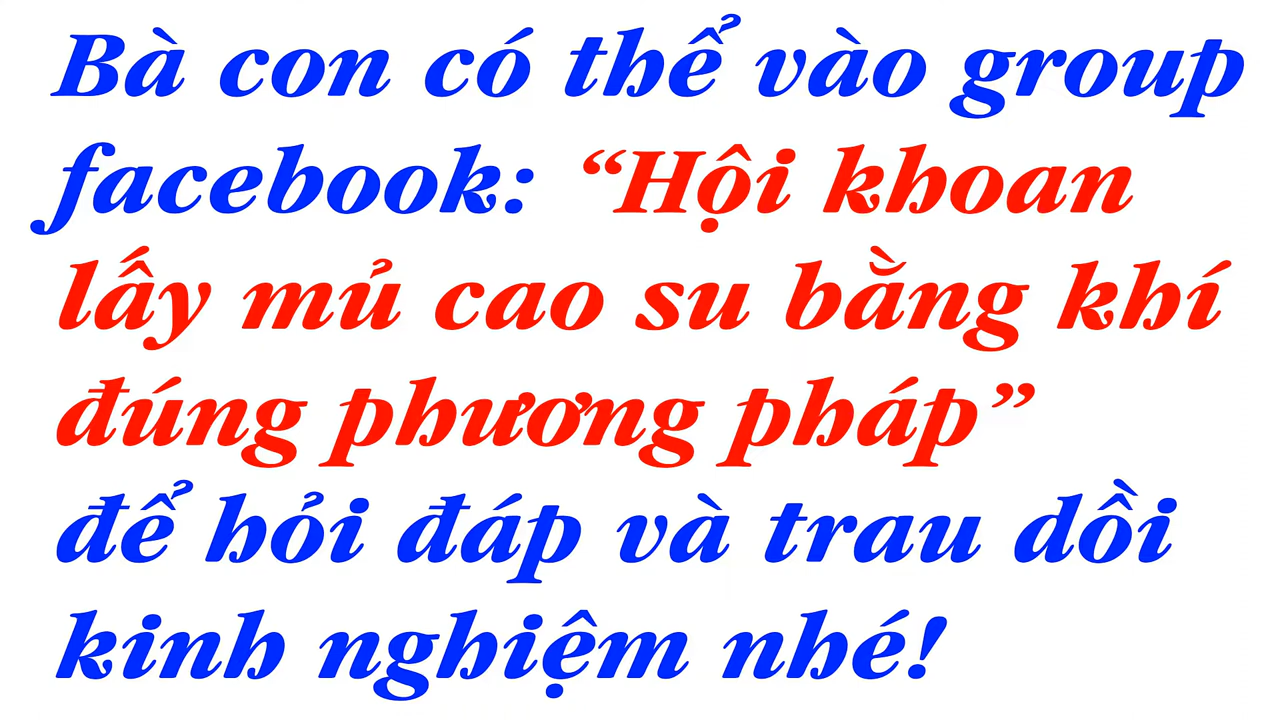 Bà con có thể vào group
facebook: “Hội khoan
lấy mủ cao su bằng khí
đúng phương pháp”
để hỏi đáp và trau dồi
kinh nghiệm nhé!